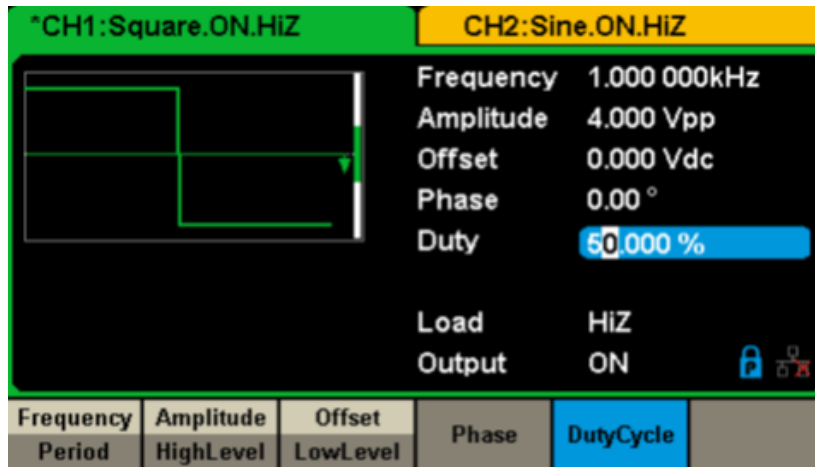 *CH1:Square.ON.HiZ CH2:Sine.ON.HiZ
Frequency 1.000 000kHz
Amplitude 4.000 Vpp
Offset 0.000 Vdc
Phase 0.00 °
Duty 50.000 %
Load HiZ
Output ON
Frequency Amplitude Offset Phase DutyCycle
Period HighLevel LowLevel